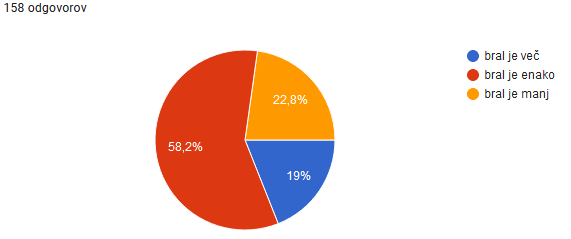 158 odgovorov
bral je več
bral je enako
bral je manj
22,8%
58,2%
19%